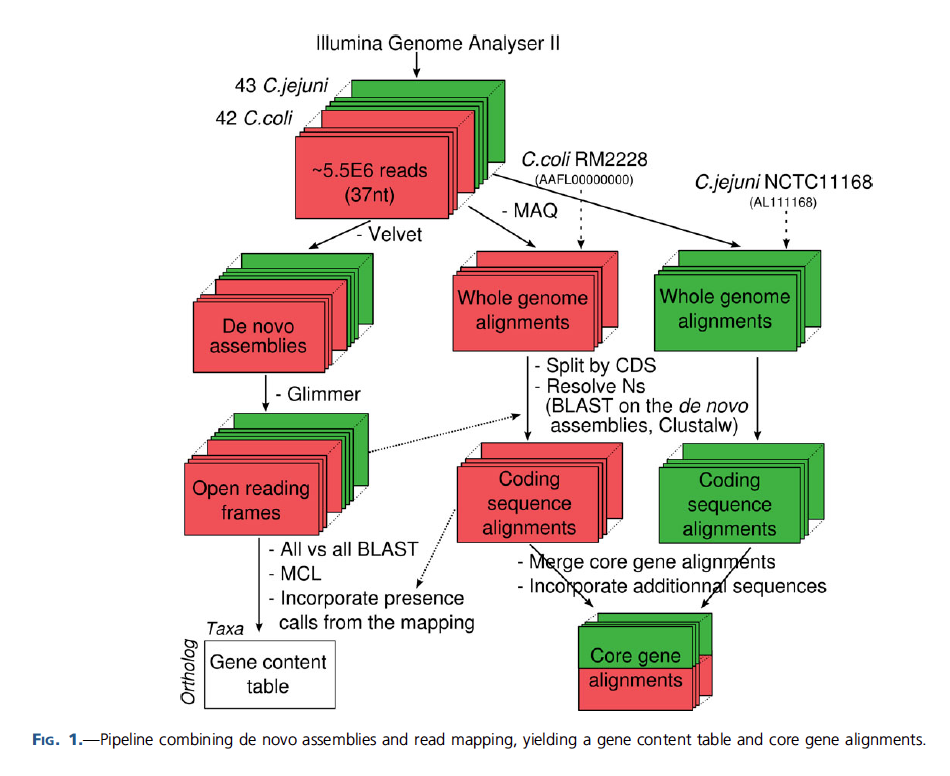 Illumina Genome Analyser II
43 C.jejuni
42 C.coli
~5.5E6 reads
(37nt)
C.coli RM2228
(AAFL00000000)
C.jejuni NCTC11168
(AL111168)
- Velvet
- MAQ
De novo
assemblies
Whole genome
alignments
Whole genome
alignments
- Glimmer
- Split by CDS
- Resolve Ns
(BLAST on the de novo
assemblies, Clustalw)
Open reading
frames
Coding
sequence
alignments
Coding
sequence
alignments
- All vs all BLAST
- MCL
- Incorporate presence
calls from the mapping
- Merge core gene alignments
- Incorporate additionnal sequences
Taxa
Ortholog
Gene content
table
Core gene
alignments
FIG. 1.—Pipeline combining de novo assemblies and read mapping, yielding a gene content table and core gene alignments.